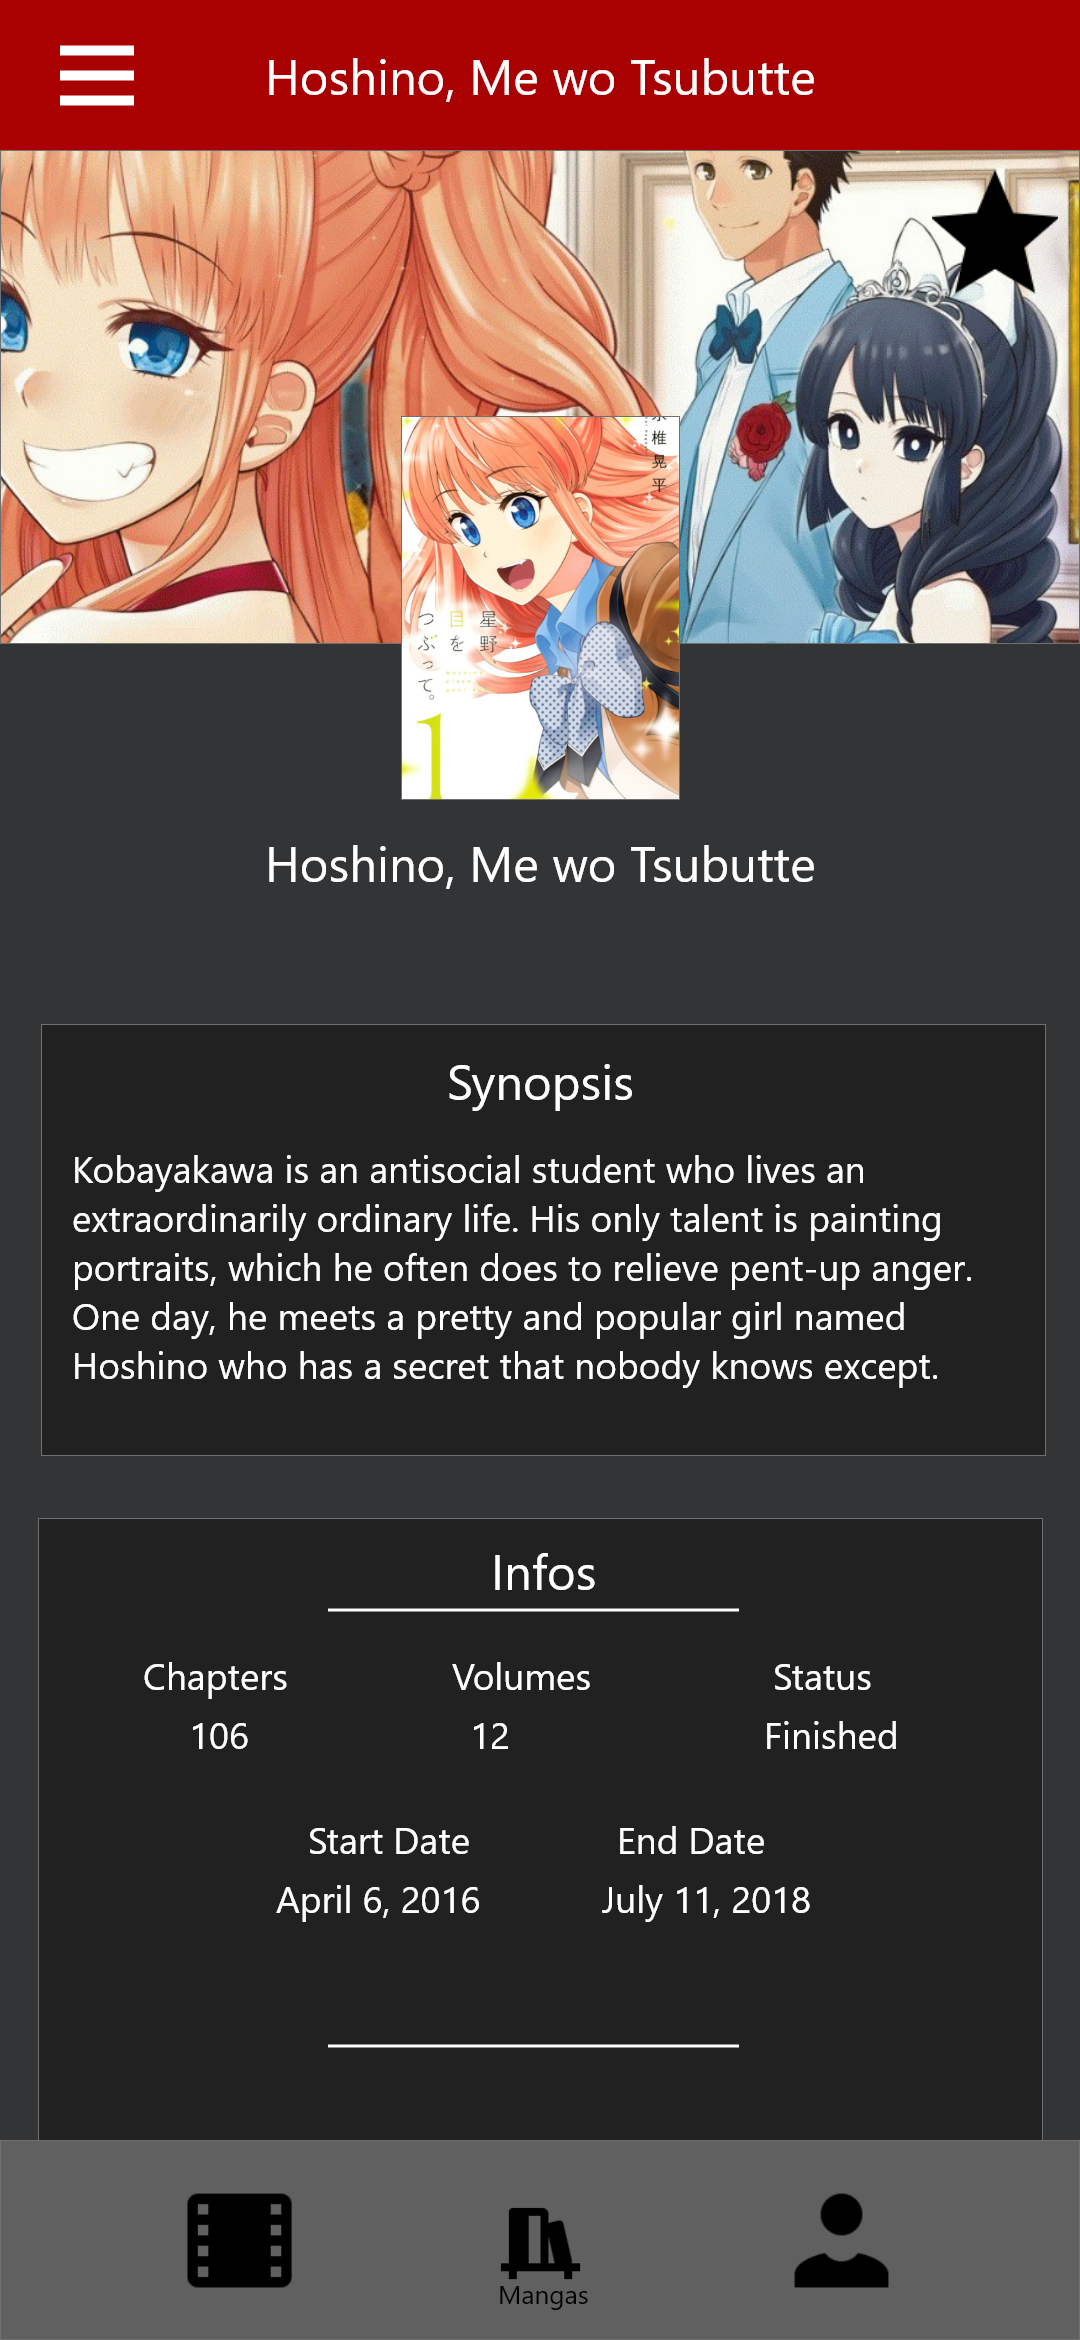 Hoshino, Me wo Tsubutte
椎晃平
星野、
目を
つぶって。
1
Hoshino, Me wo Tsubutte
Synopsis
Kobayakawa is an antisocial student who lives an
extraordinarily ordinary life. His only talent is painting
portraits, which he often does to relieve pent-up anger.
One day, he meets a pretty and popular girl named
Hoshino who has a secret that nobody knows except.
Infos
Chapters Volumes Status
106 12 Finished
Start Date End Date
April 6, 2016 July 11, 2018
Mangas